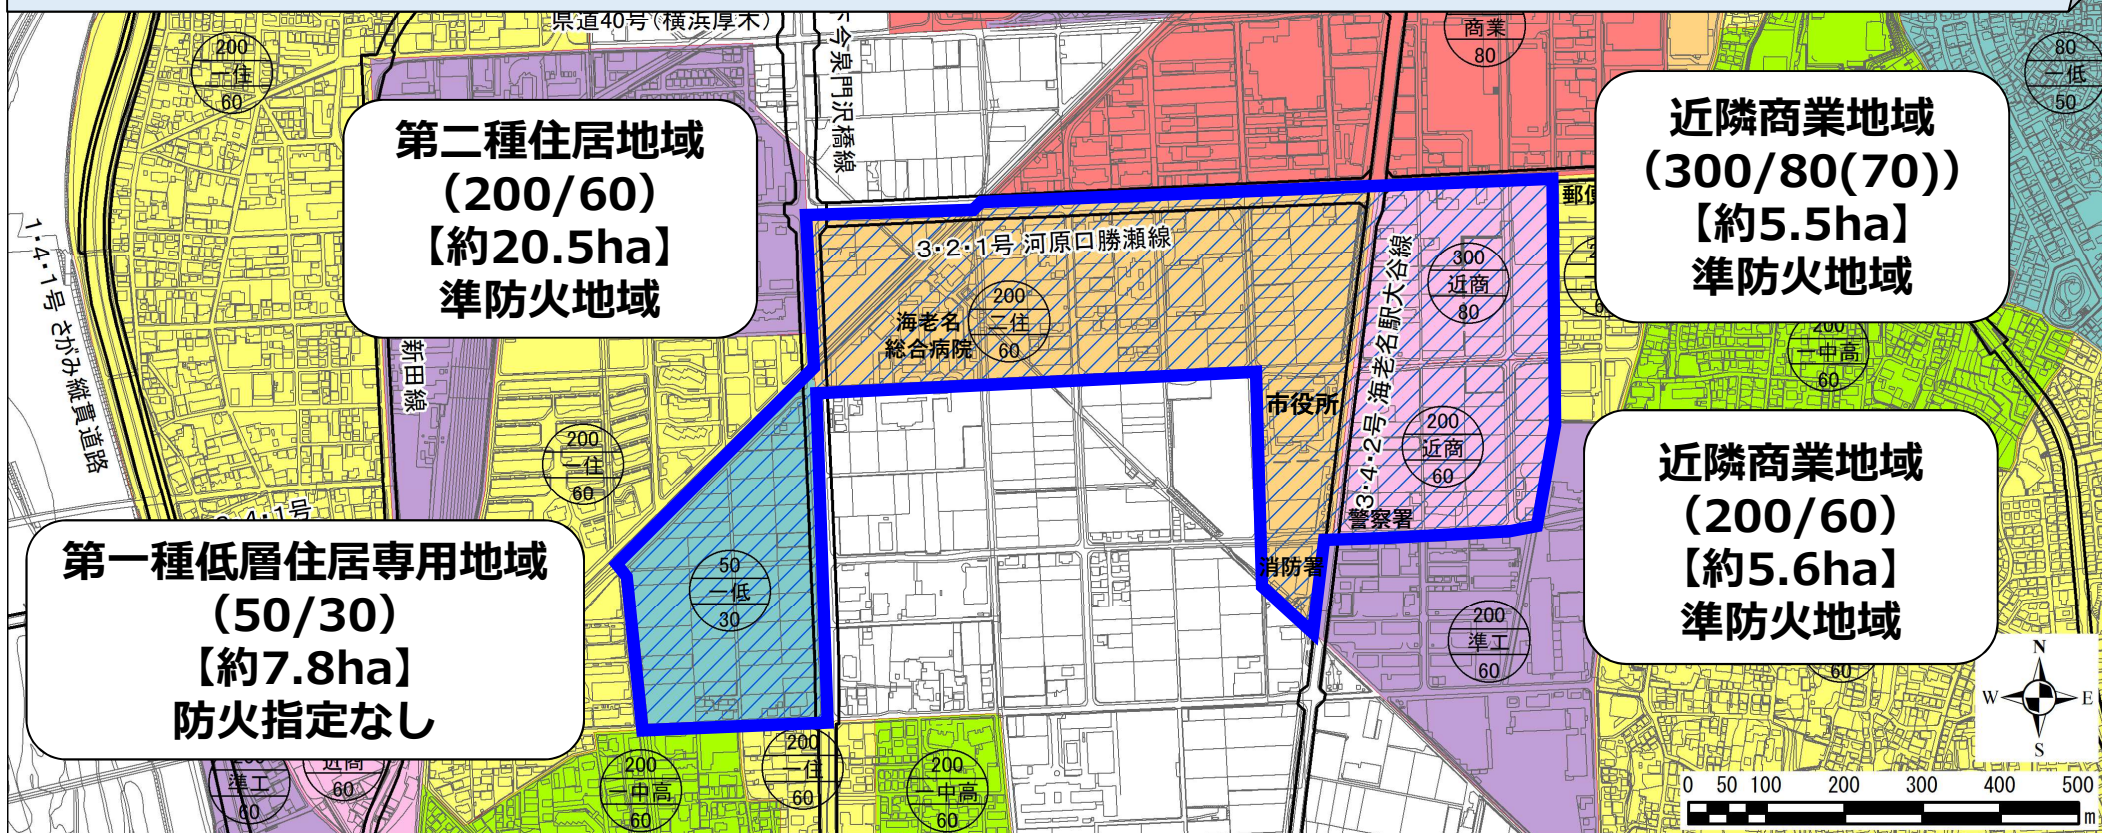 県道40号(横浜厚木)
今泉門沢橋線
200
一住
60
商業
80
80
一低
50
第二種住居地域
(200/60)
【約20.5ha】
準防火地域
近隣商業地域
(300/80(70))
【約5.5ha】
準防火地域
1・4・1号 さがみ縦貫道路
新田線
3・2・1号 河原口勝瀬線
3・4・2号 海老名駅大谷線
海老名
総合病院
200
二住
60
300
近商
80
200
一中高
60
市役所
200
近商
60
200
一住
60
警察署
消防署
近隣商業地域
(200/60)
【約5.6ha】
準防火地域
第一種低層住居専用地域
(50/30)
【約7.8ha】
防火指定なし
50
一低
30
200
準工
60
60
準工
60
近商
60
200
一中高
60
200
一住
60
200
一中高
60
N
W
E
S
0 50 100 200 300 400 500
m